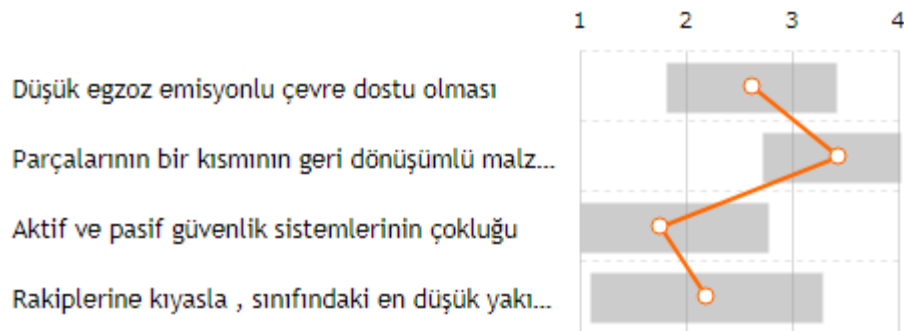 1 2 3 4
Düşük egzoz emisyonlu çevre dostu olması
Parçalarının bir kısmının geri dönüşümlü malz...
Aktif ve pasif güvenlik sistemlerinin çokluğu
Rakiplerine kıyasla , sınıfındaki en düşük yakı...